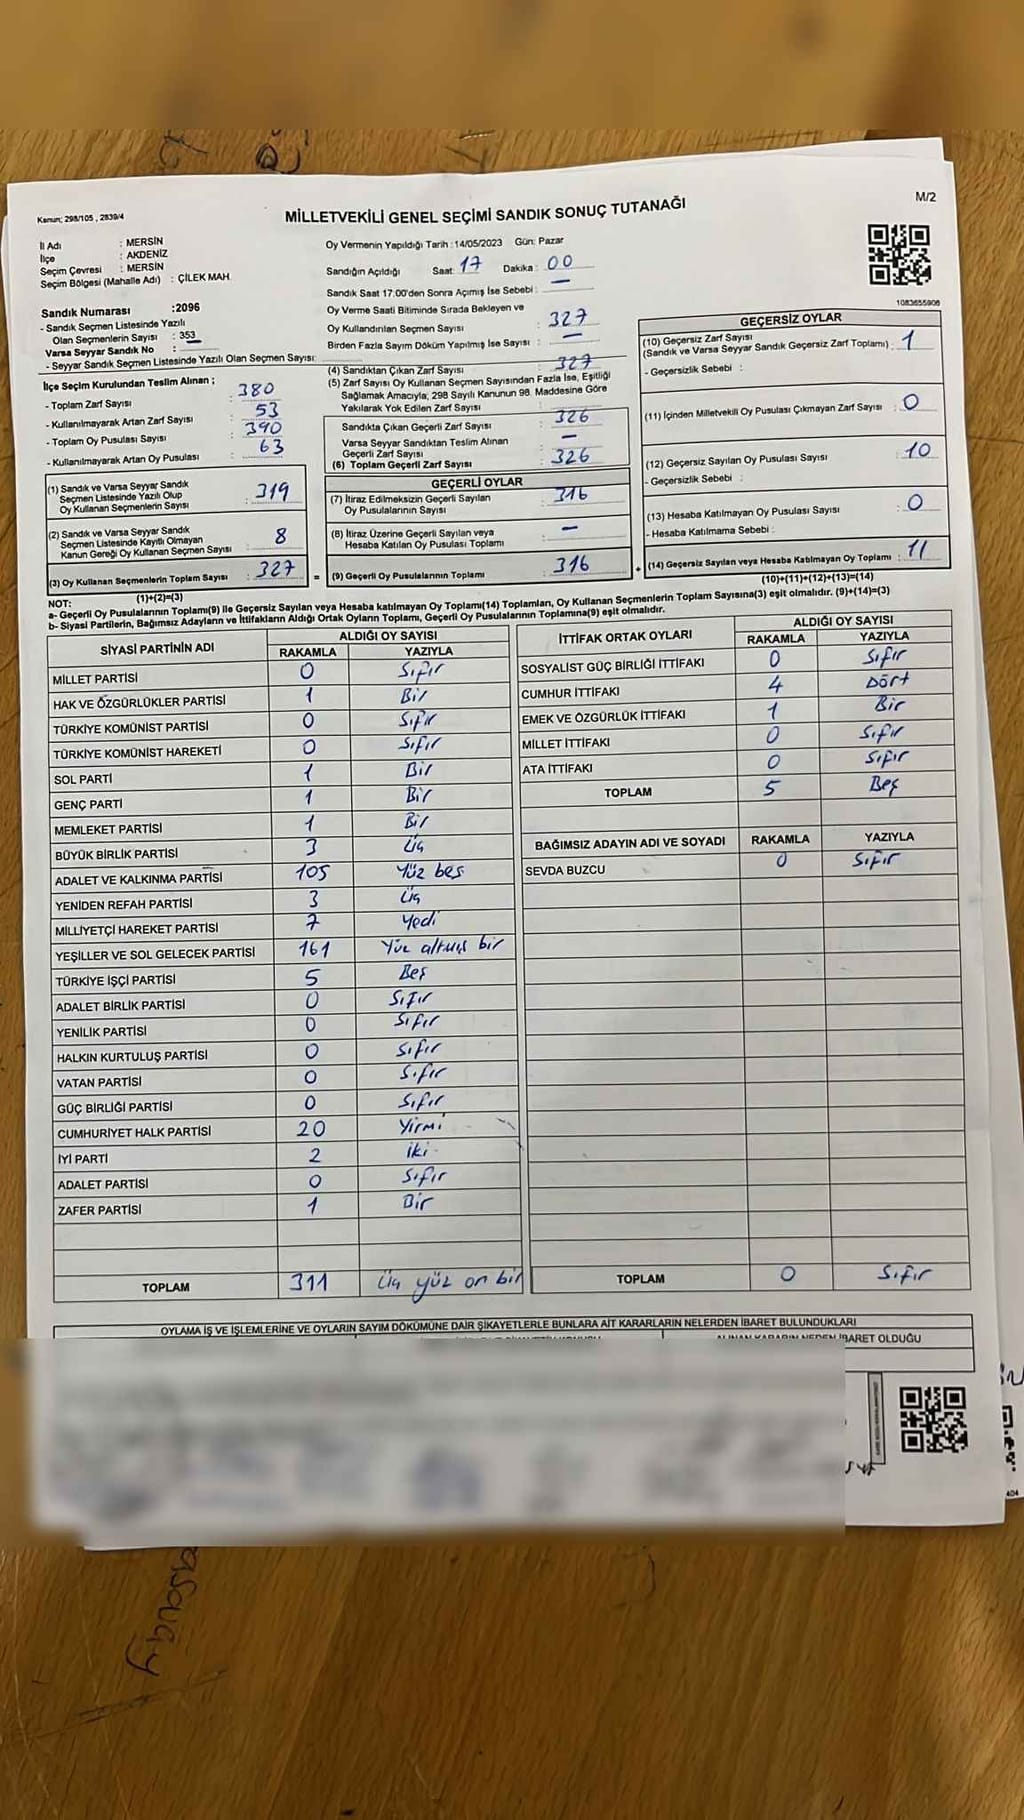 Kanun; 298/105 , 2839/4
MİLLETVEKİLİ GENEL SEÇİMİ SANDIK SONUÇ TUTANAĞI
M/2
İl Adı : MERSİN
İlçe : AKDENİZ
Seçim Çevresi : MERSİN
Seçim Bölgesi (Mahalle Adı) : ÇİLEK MAH.
Oy Vermenin Yapıldığı Tarih :14/05/2023 Gün: Pazar
Sandığın Açıldığı Saat: 17 Dakika : 00
Sandık Saat 17.00'den Sonra Açımış İse Sebebi : —
1083655906
Sandık Numarası :2096
- Sandık Seçmen Listesinde Yazılı
Olan Seçmenlerin Sayısı : 353
Varsa Seyyar Sandık No : —
- Seyyar Sandık Seçmen Listesinde Yazılı Olan Seçmen Sayısı:
Oy Verme Saati Bitiminde Sırada Bekleyen ve
Oy Kullandırılan Seçmen Sayısı : 327
Birden Fazla Sayım Döküm Yapılmış İse Sayısı : —
İlçe Seçim Kurulundan Teslim Alınan ;
- Toplam Zarf Sayısı : 380
- Kullanılmayarak Artan Zarf Sayısı : 53
- Toplam Oy Pusulası Sayısı : 390
- Kullanılmayarak Artan Oy Pusulası : 63
(4) Sandıktan Çıkan Zarf Sayısı : 327
(5) Zarf Sayısı Oy Kullanan Seçmen Sayısından Fazla İse, Eşitliği
Sağlamak Amacıyla; 298 Sayılı Kanunun 98. Maddesine Göre
Yakılarak Yok Edilen Zarf Sayısı :
Sandıkta Çıkan Geçerli Zarf Sayısı : 326
Varsa Seyyar Sandıktan Teslim Alınan
Geçerli Zarf Sayısı : —
(6) Toplam Geçerli Zarf Sayısı : 326
GEÇERSİZ OYLAR
(10) Geçersiz Zarf Sayısı
(Sandık ve Varsa Seyyar Sandık Geçersiz Zarf Toplamı) : 1
- Geçersizlik Sebebi :
(11) İçinden Milletvekili Oy Pusulası Çıkmayan Zarf Sayısı : 0
(12) Geçersiz Sayılan Oy Pusulası Sayısı : 10
- Geçersizlik Sebebi :
(13) Hesaba Katılmayan Oy Pusulası Sayısı : 0
- Hesaba Katılmama Sebebi :
(14) Geçersiz Sayılan veya Hesaba Katılmayan Oy Toplamı : 11
(10)+(11)+(12)+(13)=(14)
(1) Sandık ve Varsa Seyyar Sandık
Seçmen Listesinde Yazılı Olup
Oy Kullanan Seçmenlerin Sayısı : 319
(2) Sandık ve Varsa Seyyar Sandık
Seçmen Listesinde Kayıtlı Olmayan
Kanun Gereği Oy Kullanan Seçmen Sayısı : 8
(3) Oy Kullanan Seçmenlerin Toplam Sayısı : 327
(1)+(2)=(3)
GEÇERLİ OYLAR
(7) İtiraz Edilmeksizin Geçerli Sayılan
Oy Pusulalarının Sayısı : 316
(8) İtiraz Üzerine Geçerli Sayılan veya
Hesaba Katılan Oy Pusulası Toplamı : —
= (9) Geçerli Oy Pusulalarının Toplamı : 316 +
NOT:
a- Geçerli Oy Pusulalarının Toplamı(9) ile Geçersiz Sayılan veya Hesaba katılmayan Oy Toplamı(14) Toplamları, Oy Kullanan Seçmenlerin Toplam Sayısına(3) eşit olmalıdır. (9)+(14)=(3)
b- Siyasi Partilerin, Bağımsız Adayların ve İttifakların Aldığı Ortak Oyların Toplamı, Geçerli Oy Pusulalarının Toplamına(9) eşit olmalıdır.
SİYASİ PARTİNİN ADI ALDIĞI OY SAYISI
RAKAMLA YAZIYLA
MİLLET PARTİSİ 0 Sıfır
HAK VE ÖZGÜRLÜKLER PARTİSİ 1 Bir
TÜRKİYE KOMÜNİST PARTİSİ 0 Sıfır
TÜRKİYE KOMÜNİST HAREKETİ 0 Sıfır
SOL PARTİ 1 Bir
GENÇ PARTİ 1 Bir
MEMLEKET PARTİSİ 1 Bir
BÜYÜK BİRLİK PARTİSİ 3 Üç
ADALET VE KALKINMA PARTİSİ 105 Yüz beş
YENİDEN REFAH PARTİSİ 3 Üç
MİLLİYETÇİ HAREKET PARTİSİ 7 Yedi
YEŞİLLER VE SOL GELECEK PARTİSİ 161 Yüz altmış bir
TÜRKİYE İŞÇİ PARTİSİ 5 Beş
ADALET BİRLİK PARTİSİ 0 Sıfır
YENİLİK PARTİSİ 0 Sıfır
HALKIN KURTULUŞ PARTİSİ 0 Sıfır
VATAN PARTİSİ 0 Sıfır
GÜÇ BİRLİĞİ PARTİSİ 0 Sıfır
CUMHURİYET HALK PARTİSİ 20 Yirmi
İYİ PARTİ 2 iki
ADALET PARTİSİ 0 Sıfır
ZAFER PARTİSİ 1 Bir
TOPLAM 311 Üç yüz on bir
İTTİFAK ORTAK OYLARI ALDIĞI OY SAYISI
RAKAMLA YAZIYLA
SOSYALİST GÜÇ BİRLİĞİ İTTİFAKI 0 Sıfır
CUMHUR İTTİFAKI 4 Dört
EMEK VE ÖZGÜRLÜK İTTİFAKI 1 Bir
MİLLET İTTİFAKI 0 Sıfır
ATA İTTİFAKI 0 Sıfır
TOPLAM 5 Beş
BAĞIMSIZ ADAYIN ADI VE SOYADI RAKAMLA YAZIYLA
SEVDA BUZCU 0 Sıfır
TOPLAM 0 Sıfır
OYLAMA İŞ VE İŞLEMLERİNE VE OYLARIN SAYIM DÖKÜMÜNE DAİR ŞİKAYETLERLE BUNLARA AİT KARARLARIN NELERDEN İBARET BULUNDUKLARI
ALINAN KARARIN NEDEN İBARET OLDUĞU